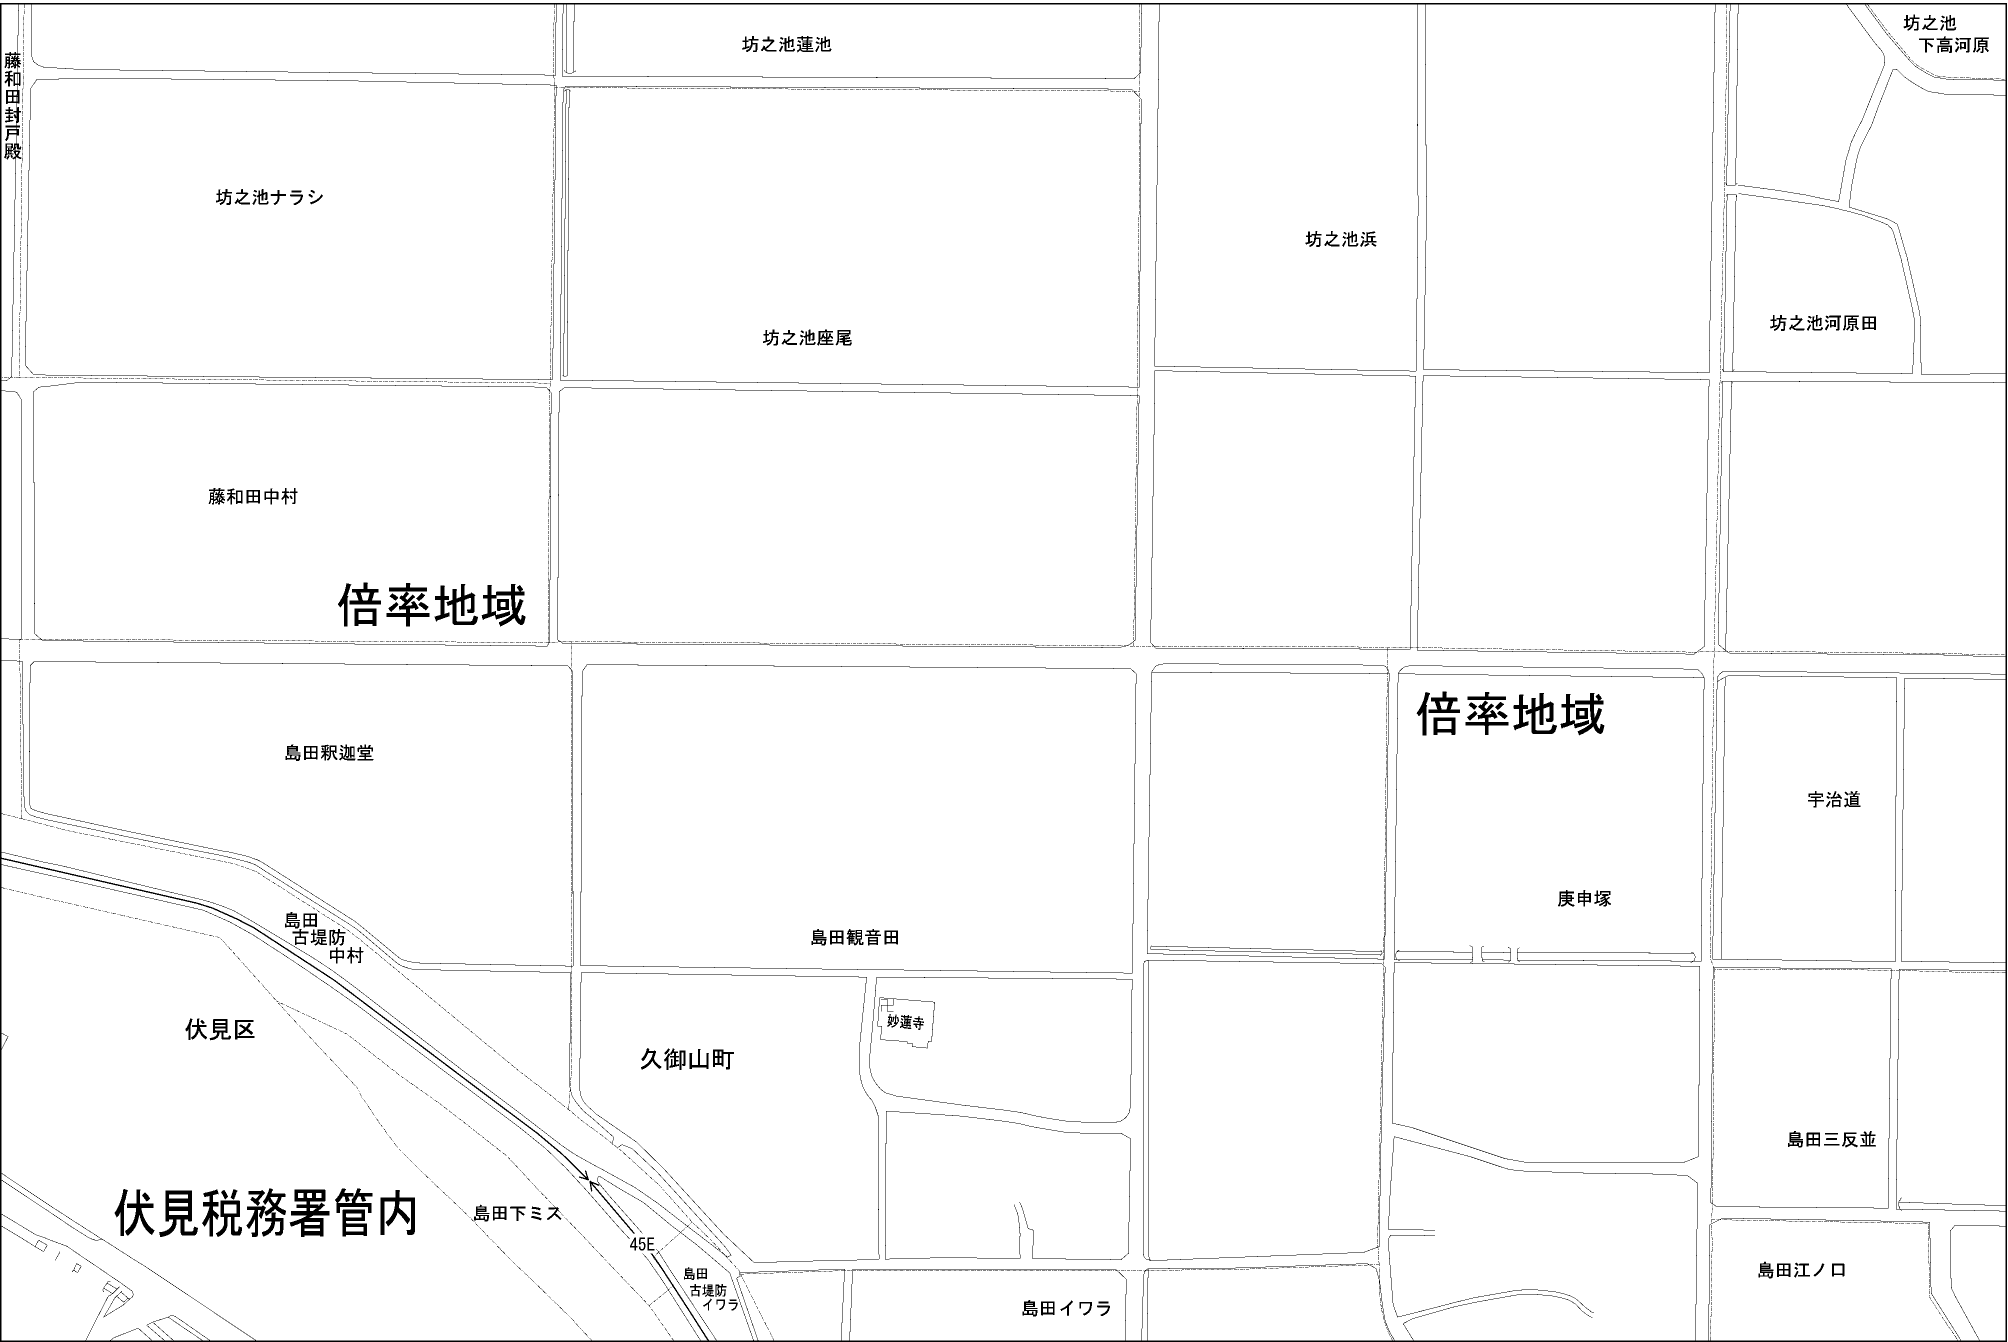 坊之池蓮池
坊之池
下高河原
藤和田封戸殿
坊之池ナラシ
坊之池浜
坊之池河原田
坊之池座尾
藤和田中村
倍率地域
倍率地域
島田釈迦堂
宇治道
庚申塚
島田
古堤防
中村
島田観音田
伏見区
妙蓮寺
久御山町
島田三反並
伏見税務署管内
島田下ミス
45E
島田
古堤防
イワラ
島田イワラ
島田江ノ口